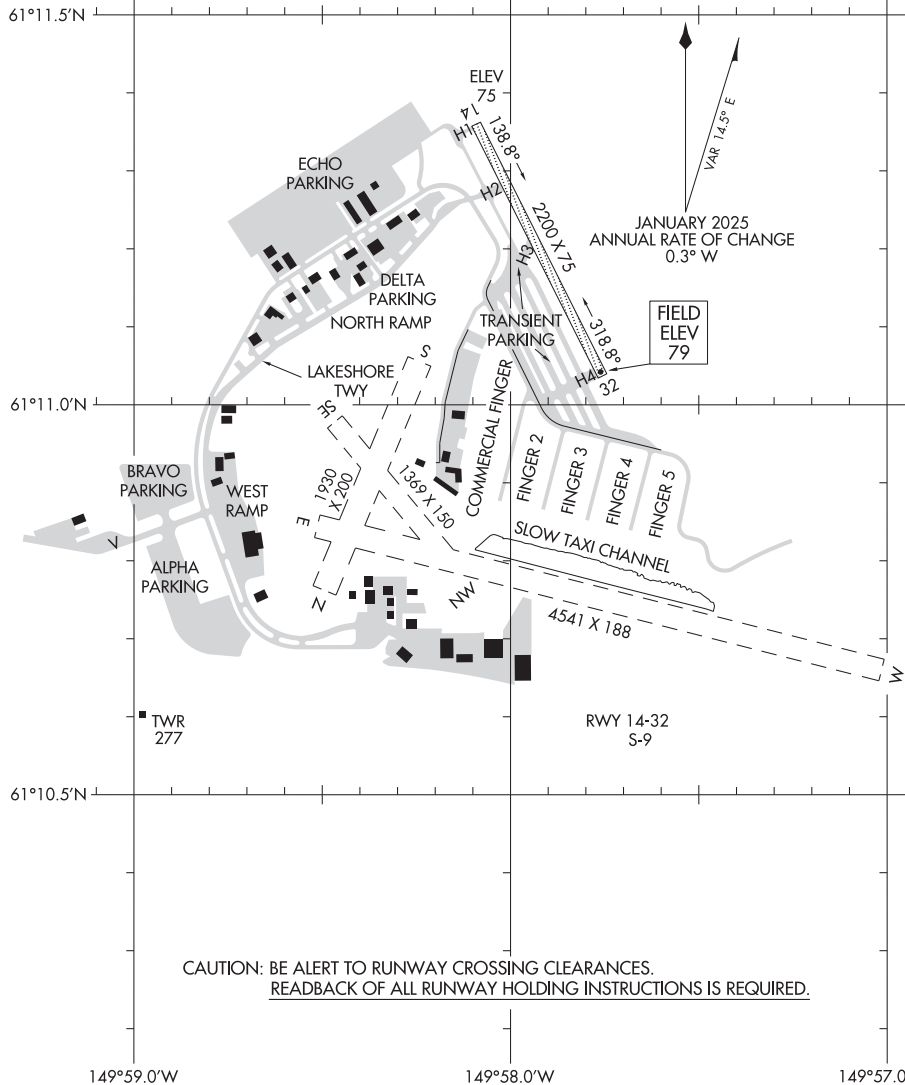 61°11.5'N
ELEV
75
14
H1
138.8°
VAR 14.5° E
ECHO
PARKING
H2
2200 X 75
JANUARY 2025
ANNUAL RATE OF CHANGE
0.3° W
H3
DELTA
PARKING
NORTH RAMP
TRANSIENT
PARKING
318.8°
FIELD
ELEV
79
H4
32
LAKESHORE
TWY
S
SE
61°11.0'N
COMMERCIAL FINGER
FINGER 2
FINGER 3
FINGER 4
FINGER 5
BRAVO
PARKING
WEST
RAMP
1930
X 200
1369 X 150
E
SLOW TAXI CHANNEL
V
ALPHA
PARKING
N
NW
4541 X 188
W
TWR
277
RWY 14-32
S-9
61°10.5'N
CAUTION: BE ALERT TO RUNWAY CROSSING CLEARANCES.
READBACK OF ALL RUNWAY HOLDING INSTRUCTIONS IS REQUIRED.
149°59.0'W
149°58.0'W
149°57.0